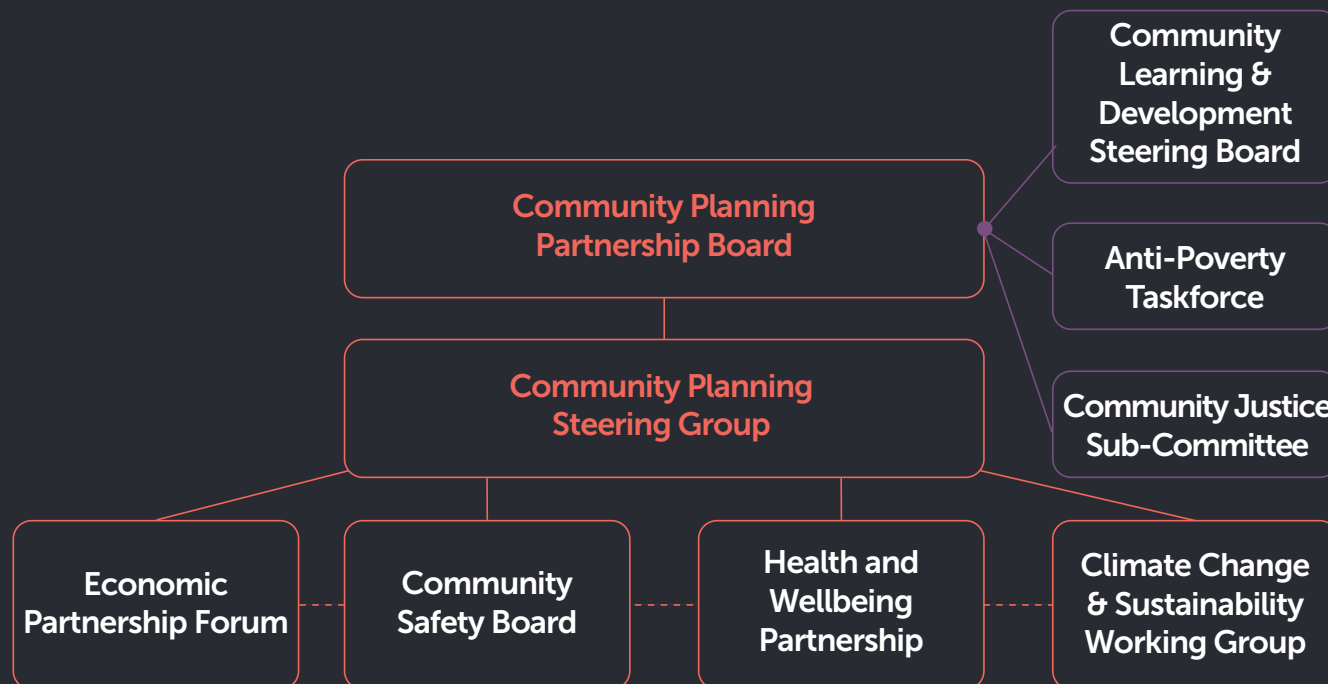 Community
Learning &
Development
Steering Board
Community Planning
Partnership Board
Anti-Poverty
Taskforce
Community Planning
Steering Group
Community Justice
Sub-Committee
Economic
Partnership Forum
Community
Safety Board
Health and
Wellbeing
Partnership
Climate Change
& Sustainability
Working Group